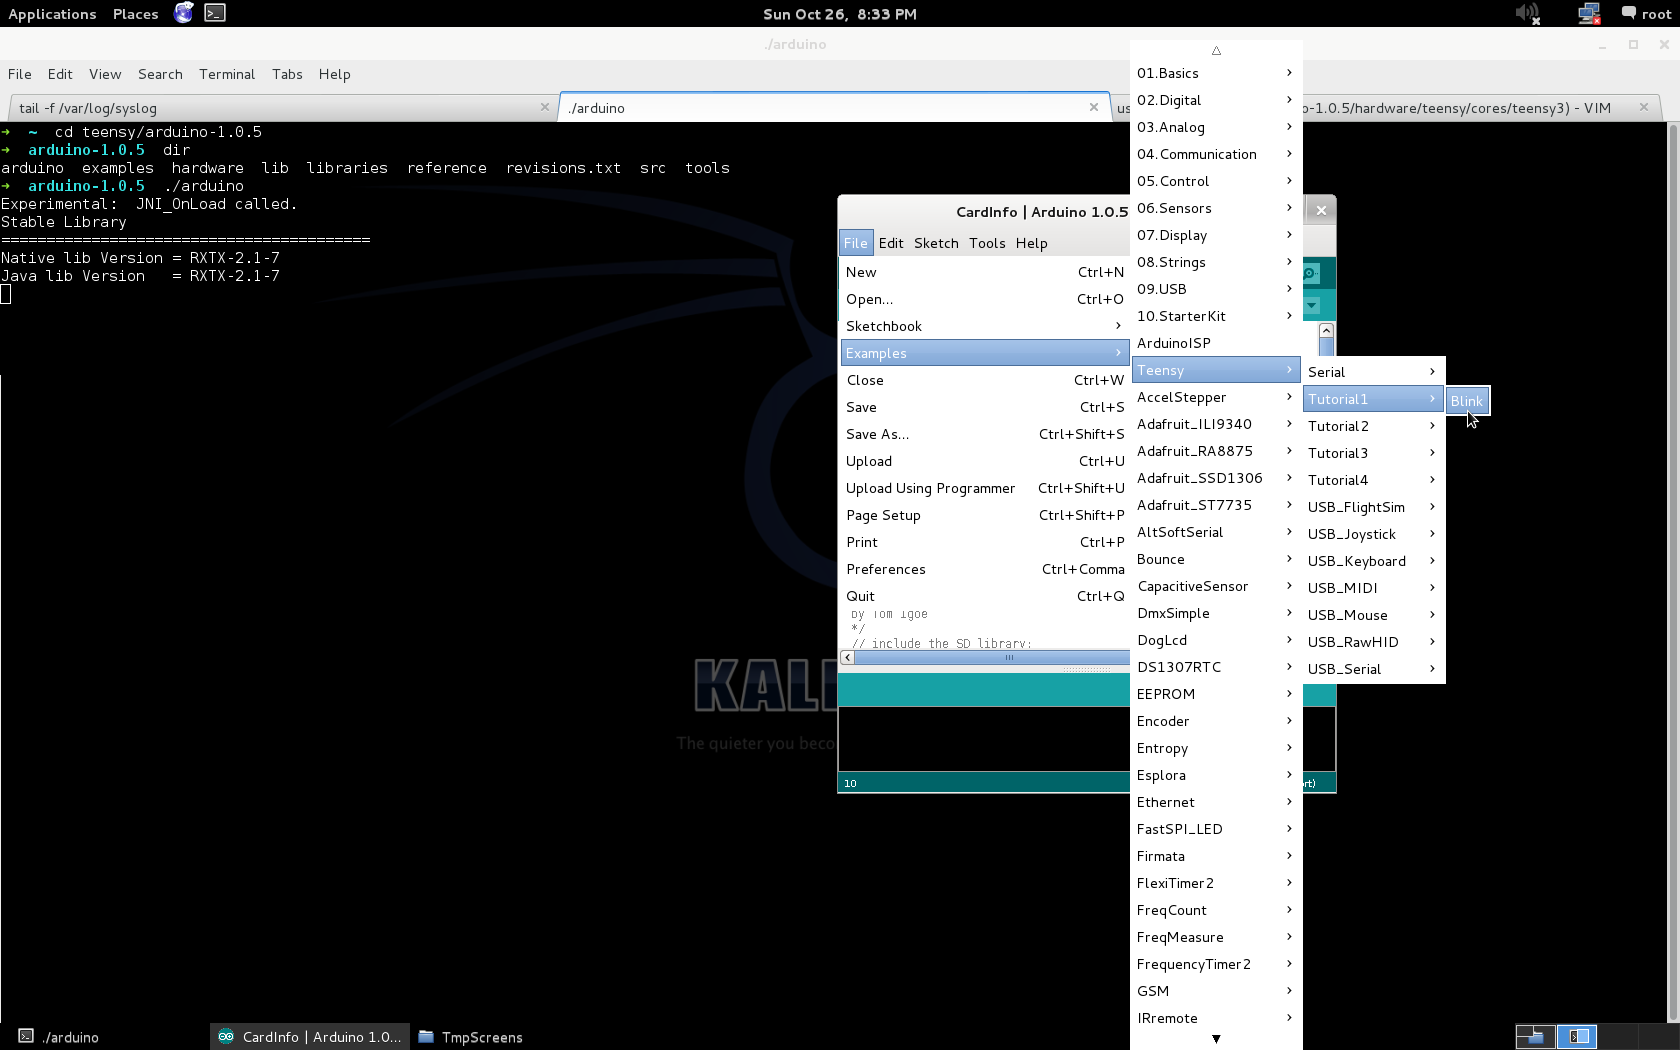 Applications Places Sun Oct 26, 8:33 PM root
./arduino
File Edit View Search Terminal Tabs Help
tail -f /var/log/syslog ./arduino us o-1.0.5/hardware/teensy/cores/teensy3) - VIM
→ ~ cd teensy/arduino-1.0.5
→ arduino-1.0.5 dir
arduino examples hardware lib libraries reference revisions.txt src tools
→ arduino-1.0.5 ./arduino
Experimental: JNI_OnLoad called.
Stable Library
=========================================
Native lib Version = RXTX-2.1-7
Java lib Version = RXTX-2.1-7
KALI
The quieter you beco
CardInfo | Arduino 1.0.5
File Edit Sketch Tools Help
New Ctrl+N
Open... Ctrl+O
Sketchbook
Examples
Close Ctrl+W
Save Ctrl+S
Save As... Ctrl+Shift+S
Upload Ctrl+U
Upload Using Programmer Ctrl+Shift+U
Page Setup Ctrl+Shift+P
Print Ctrl+P
Preferences Ctrl+Comma
Quit Ctrl+Q
by Tom Igoe
*/
// include the SD library:
10 rt)
01.Basics
02.Digital
03.Analog
04.Communication
05.Control
06.Sensors
07.Display
08.Strings
09.USB
10.StarterKit
ArduinoISP
Teensy
AccelStepper
Adafruit_ILI9340
Adafruit_RA8875
Adafruit_SSD1306
Adafruit_ST7735
AltSoftSerial
Bounce
CapacitiveSensor
DmxSimple
DogLcd
DS1307RTC
EEPROM
Encoder
Entropy
Esplora
Ethernet
FastSPI_LED
Firmata
FlexiTimer2
FreqCount
FreqMeasure
FrequencyTimer2
GSM
IRremote
Serial
Tutorial1
Tutorial2
Tutorial3
Tutorial4
USB_FlightSim
USB_Joystick
USB_Keyboard
USB_MIDI
USB_Mouse
USB_RawHID
USB_Serial
Blink
./arduino CardInfo | Arduino 1.0... TmpScreens